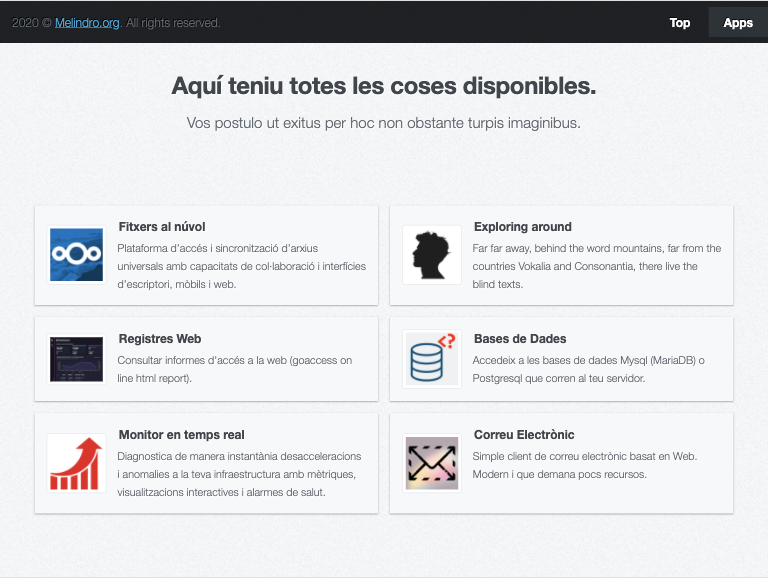 2020 © Melindro.org. All rights reserved.
Top
Apps
Aquí teniu totes les coses disponibles.
Vos postulo ut exitus per hoc non obstante turpis imaginibus.
Fitxers al núvol
Plataforma d'accés i sincronització d'arxius
universals amb capacitats de col·laboració i interfícies
d'escriptori, mòbils i web.
Exploring around
Far far away, behind the word mountains, far from the
countries Vokalia and Consonantia, there live the
blind texts.
Registres Web
Consultar informes d'accés a la web (goaccess on
line html report).
Bases de Dades
Accedeix a les bases de dades Mysql (MariaDB) o
Postgresql que corren al teu servidor.
Monitor en temps real
Diagnostica de manera instantània desacceleracions
i anomalies a la teva infraestructura amb mètriques,
visualitzacions interactives i alarmes de salut.
Correu Electrònic
Simple client de correu electrònic basat en Web.
Modern i que demana pocs recursos.